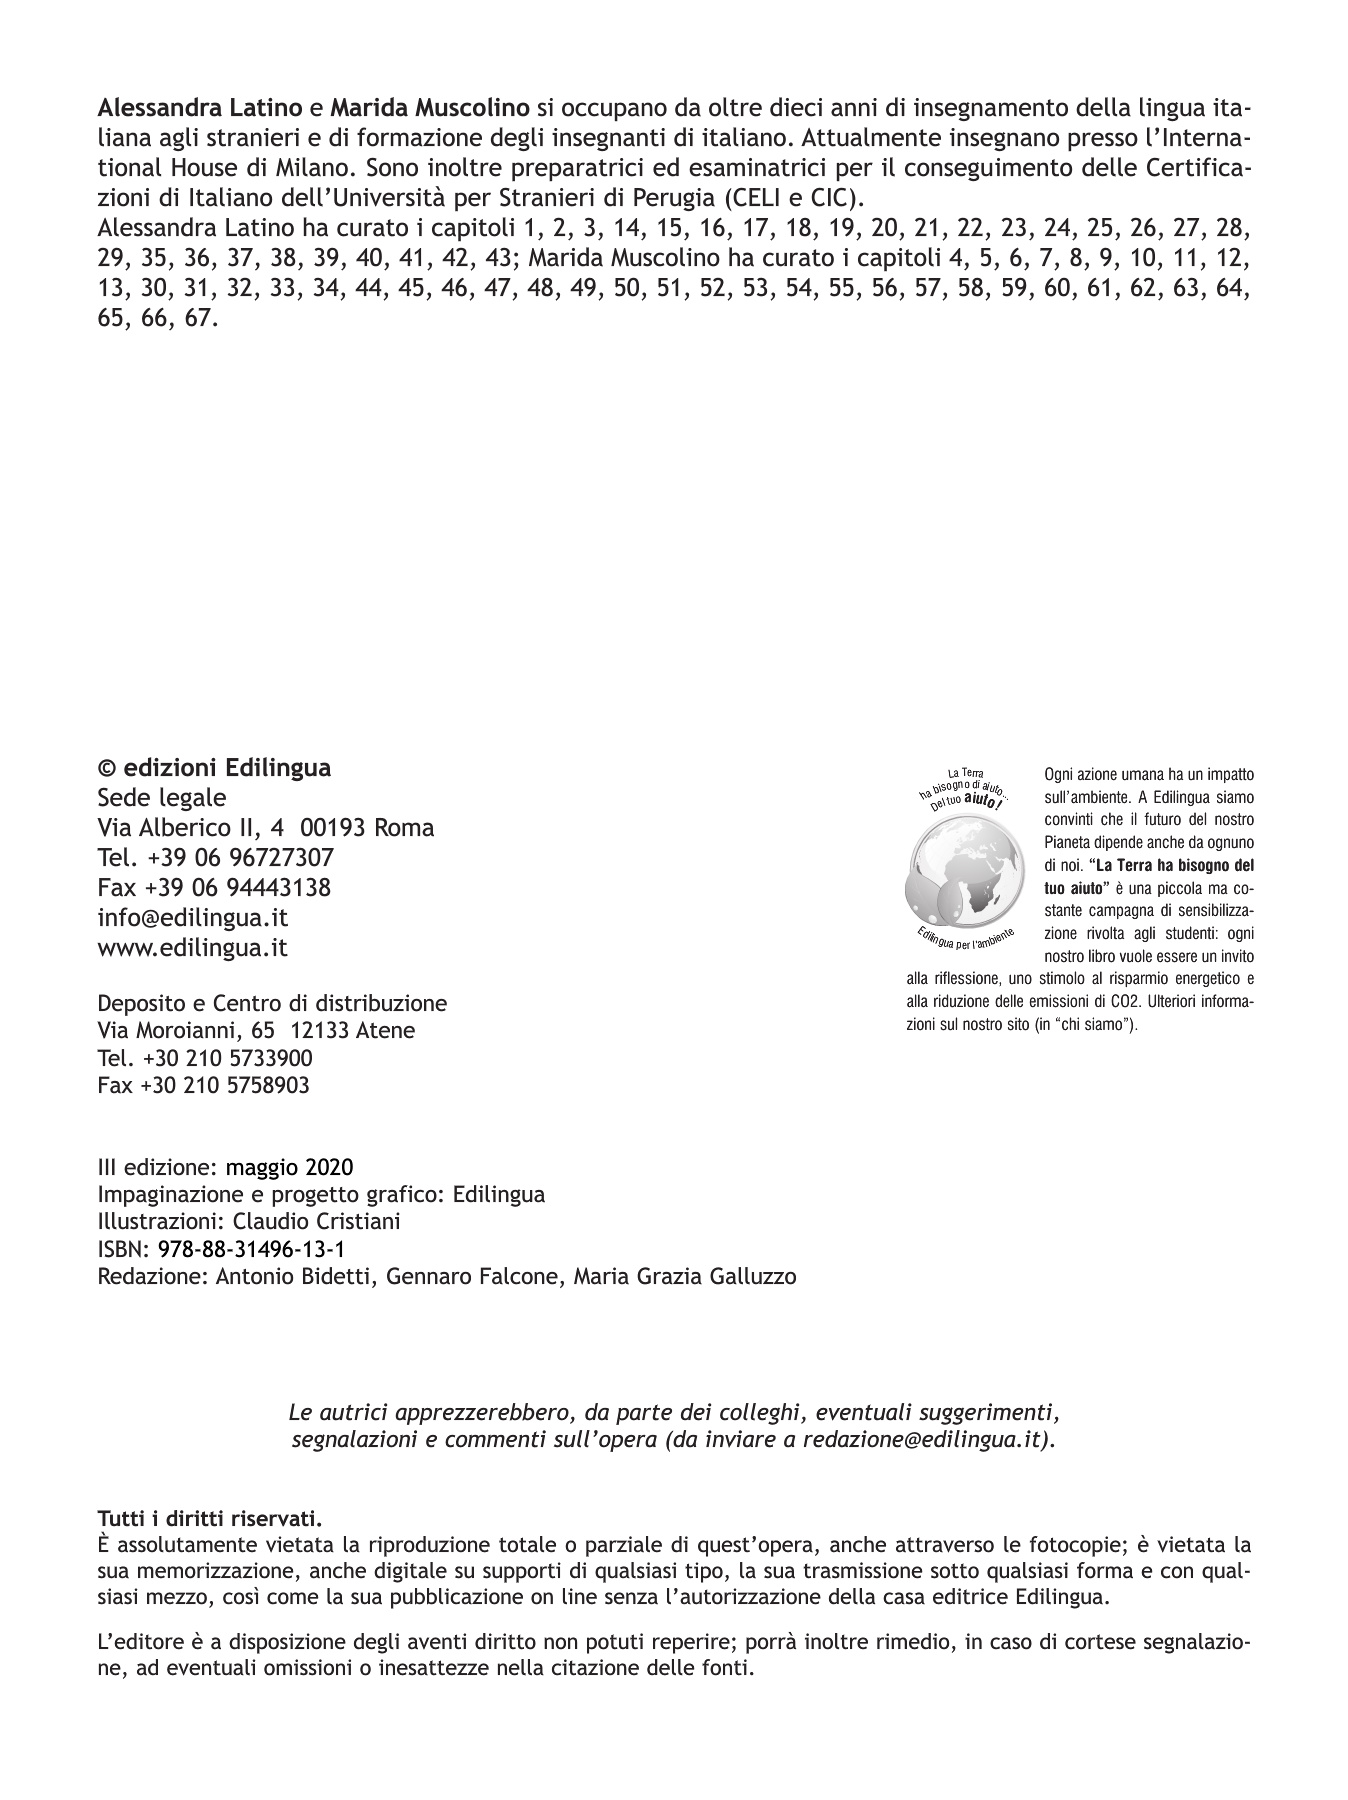 Alessandra Latino e Marida Muscolino si occupano da oltre dieci anni di insegnamento della lingua ita-
liana agli stranieri e di formazione degli insegnanti di italiano. Attualmente insegnano presso l’Interna-
tional House di Milano. Sono inoltre preparatrici ed esaminatrici per il conseguimento delle Certifica-
zioni di Italiano dell’Università per Stranieri di Perugia (CELI e CIC).
Alessandra Latino ha curato i capitoli 1, 2, 3, 14, 15, 16, 17, 18, 19, 20, 21, 22, 23, 24, 25, 26, 27, 28,
29, 35, 36, 37, 38, 39, 40, 41, 42, 43; Marida Muscolino ha curato i capitoli 4, 5, 6, 7, 8, 9, 10, 11, 12,
13, 30, 31, 32, 33, 34, 44, 45, 46, 47, 48, 49, 50, 51, 52, 53, 54, 55, 56, 57, 58, 59, 60, 61, 62, 63, 64,
65, 66, 67.
© edizioni Edilingua
Sede legale
Via Alberico II, 4 00193 Roma
Tel. +39 06 96727307
Fax +39 06 94443138
info@edilingua.it
www.edilingua.it
Deposito e Centro di distribuzione
Via Moroianni, 65 12133 Atene
Tel. +30 210 5733900
Fax +30 210 5758903
La Terra
ha bisogno di aiuto...
Del tuo aiuto!
Edilingua per l'ambiente
Ogni azione umana ha un impatto
sull’ambiente. A Edilingua siamo
convinti che il futuro del nostro
Pianeta dipende anche da ognuno
di noi. “La Terra ha bisogno del
tuo aiuto” è una piccola ma co-
stante campagna di sensibilizza-
zione rivolta agli studenti: ogni
nostro libro vuole essere un invito
alla riflessione, uno stimolo al risparmio energetico e
alla riduzione delle emissioni di CO2. Ulteriori informa-
zioni sul nostro sito (in “chi siamo”).
III edizione: maggio 2020
Impaginazione e progetto grafico: Edilingua
Illustrazioni: Claudio Cristiani
ISBN: 978-88-31496-13-1
Redazione: Antonio Bidetti, Gennaro Falcone, Maria Grazia Galluzzo
Le autrici apprezzerebbero, da parte dei colleghi, eventuali suggerimenti,
segnalazioni e commenti sull’opera (da inviare a redazione@edilingua.it).
Tutti i diritti riservati.
È assolutamente vietata la riproduzione totale o parziale di quest’opera, anche attraverso le fotocopie; è vietata la
sua memorizzazione, anche digitale su supporti di qualsiasi tipo, la sua trasmissione sotto qualsiasi forma e con qual-
siasi mezzo, così come la sua pubblicazione on line senza l’autorizzazione della casa editrice Edilingua.
L’editore è a disposizione degli aventi diritto non potuti reperire; porrà inoltre rimedio, in caso di cortese segnalazio-
ne, ad eventuali omissioni o inesattezze nella citazione delle fonti.